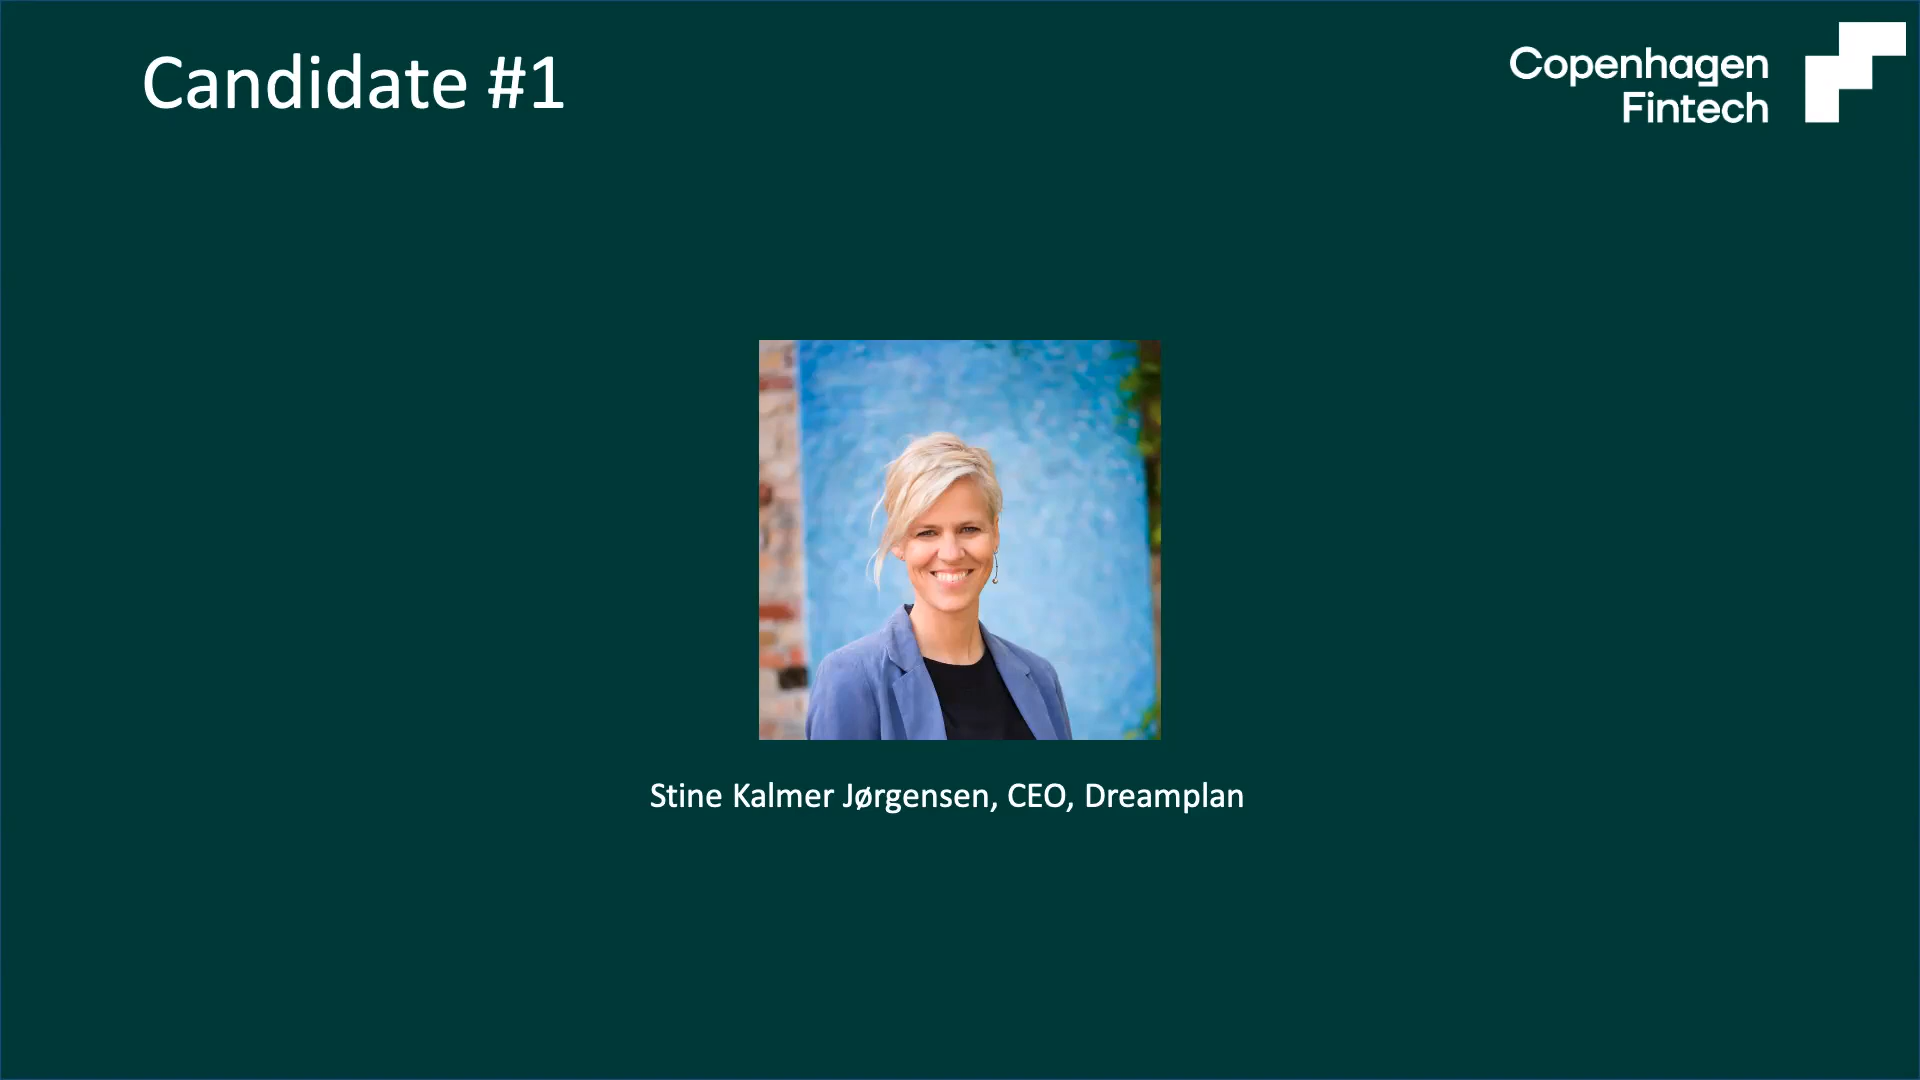 Candidate #1
Copenhagen
Fintech
Stine Kalmer Jørgensen, CEO, Dreamplan